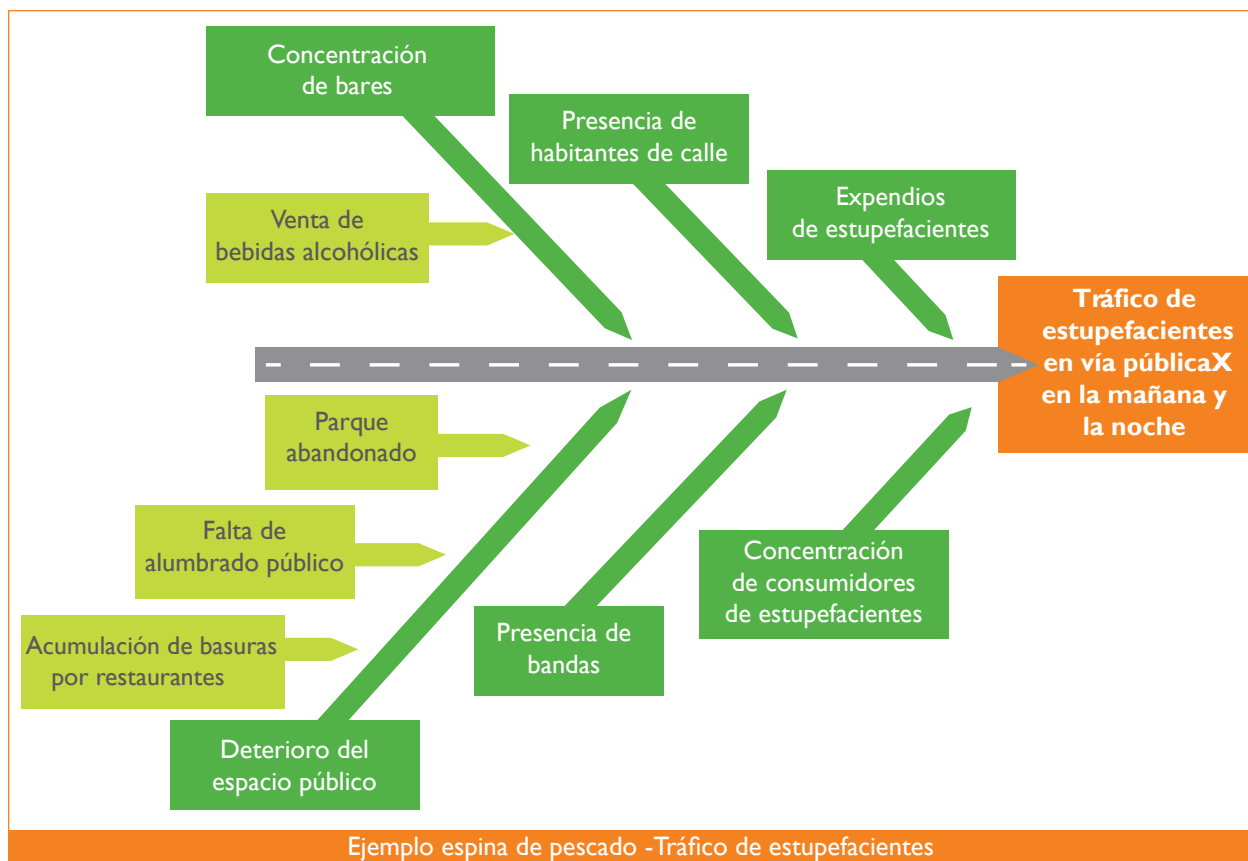 Concentración
de bares
Presencia de
habitantes de calle
Expendios
de estupefacientes
Venta de
bebidas alcohólicas
Tráfico de
estupefacientes
en vía públicaX
en la mañana y
la noche
Parque
abandonado
Falta de
alumbrado público
Acumulación de basuras
por restaurantes
Deterioro del
espacio público
Presencia de
bandas
Concentración
de consumidores
de estupefacientes
Ejemplo espina de pescado -Tráfico de estupefacientes